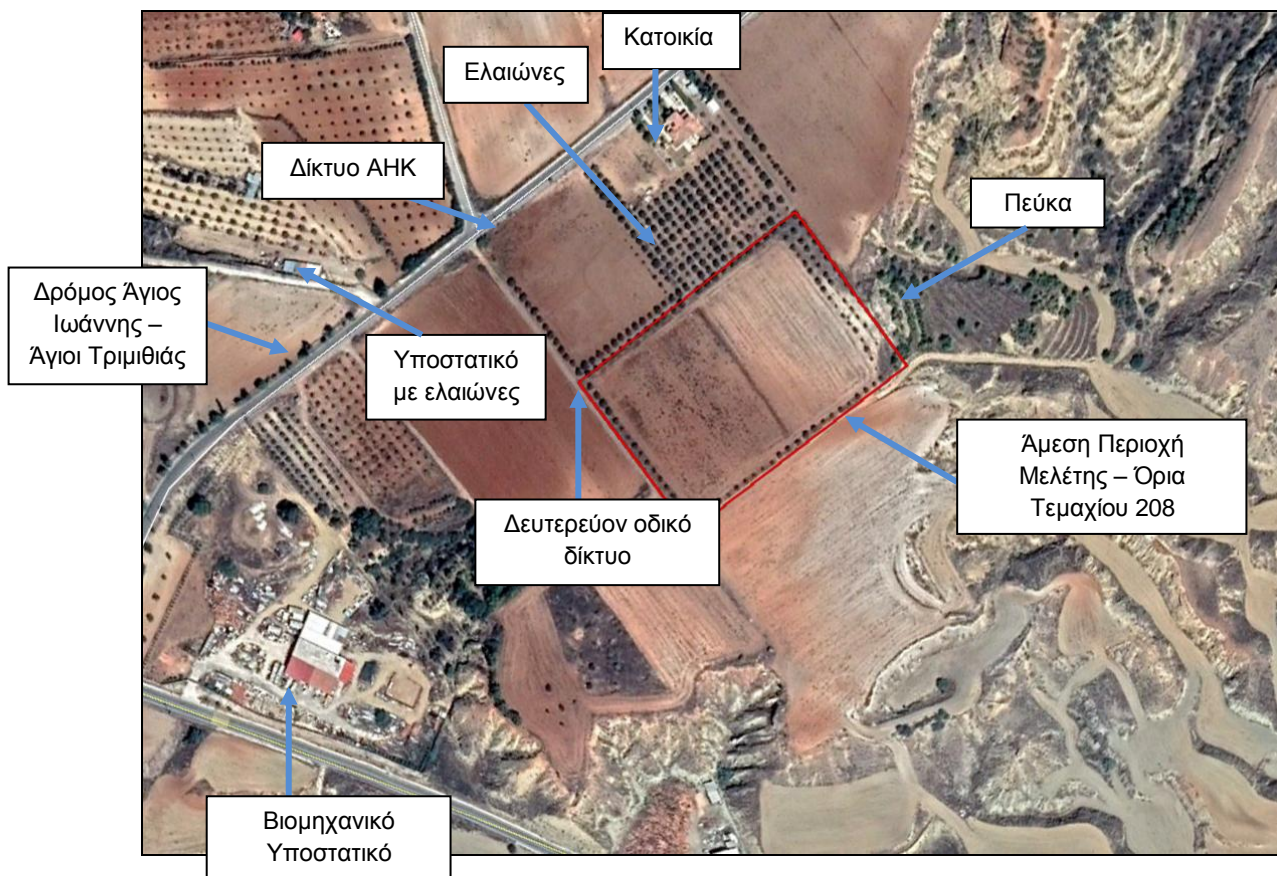 Κατοικία
Ελαιώνες
Δίκτυο ΑΗΚ
Πεύκα
Δρόμος Άγιος
Ιωάννης –
Άγιοι Τριμιθιάς
Υποστατικό
με ελαιώνες
Άμεση Περιοχή
Μελέτης – Όρια
Τεμαχίου 208
Δευτερεύον οδικό
δίκτυο
Βιομηχανικό
Υποστατικό